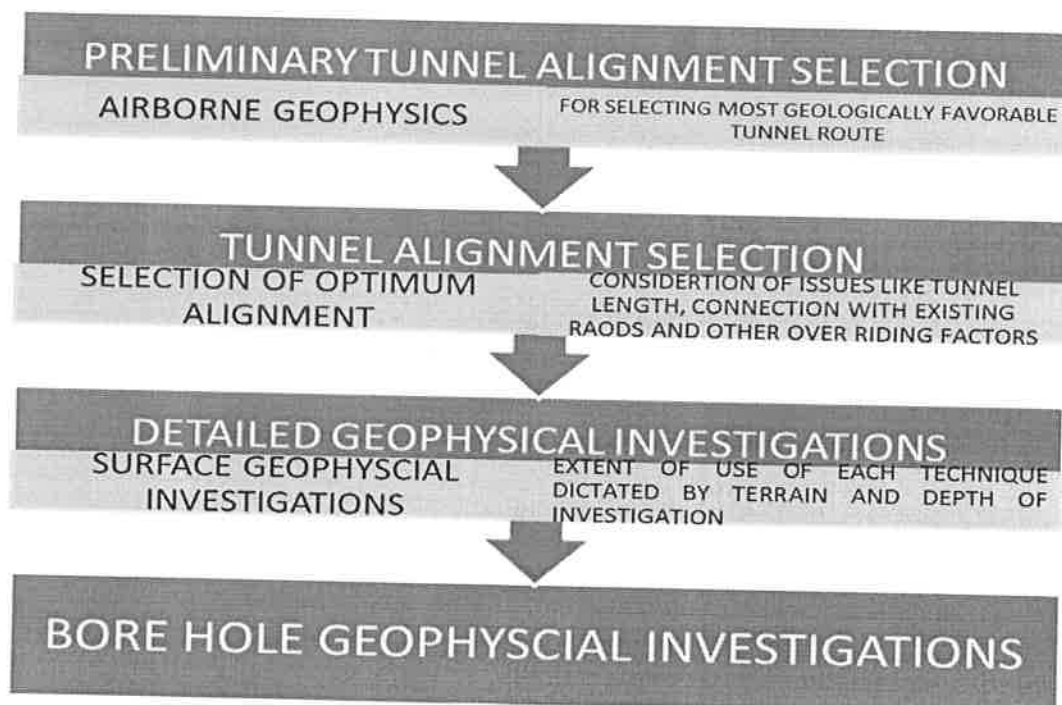 PRELIMINARY TUNNEL ALIGNMENT SELECTION
AIRBORNE GEOPHYSICS
FOR SELECTING MOST GEOLOGICALLY FAVORABLE
TUNNEL ROUTE
TUNNEL ALIGNMENT SELECTION
SELECTION OF OPTIMUM
ALIGNMENT
CONSIDERTION OF ISSUES LIKE TUNNEL
LENGTH, CONNECTION WITH EXISTING
RAODS AND OTHER OVER RIDING FACTORS
DETAILED GEOPHYSICAL INVESTIGATIONS
SURFACE GEOPHYSCIAL
INVESTIGATIONS
EXTENT OF USE OF EACH TECHNIQUE
DICTATED BY TERRAIN AND DEPTH OF
INVESTIGATION
BORE HOLE GEOPHYSCIAL INVESTIGATIONS